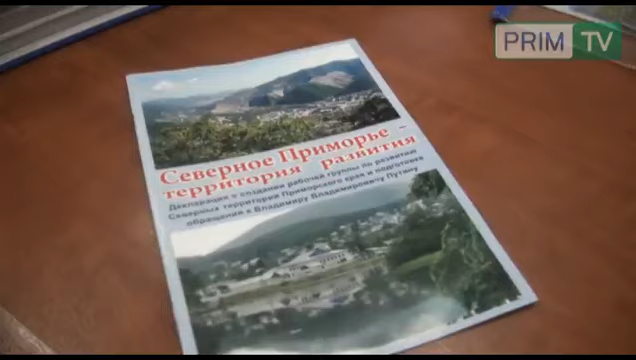 PRIM TV
Северное Приморье –
территория развития
Декларация о создании рабочей группы по развитию
Северных территорий Приморского края и подготовке
обращения к Владимиру Владимировичу Путину